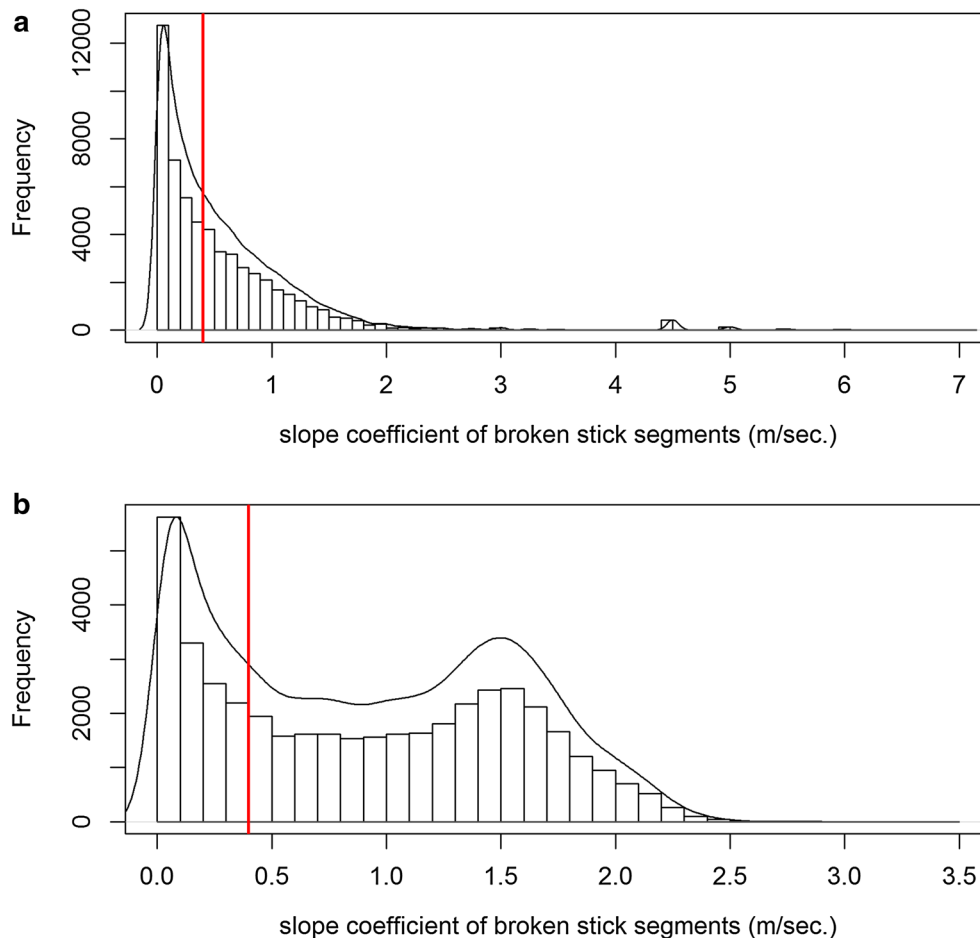 a
Frequency
12000
8000
4000
0
0 1 2 3 4 5 6 7
slope coefficient of broken stick segments (m/sec.)
b
Frequency
4000
2000
0
0.0 0.5 1.0 1.5 2.0 2.5 3.0 3.5
slope coefficient of broken stick segments (m/sec.)